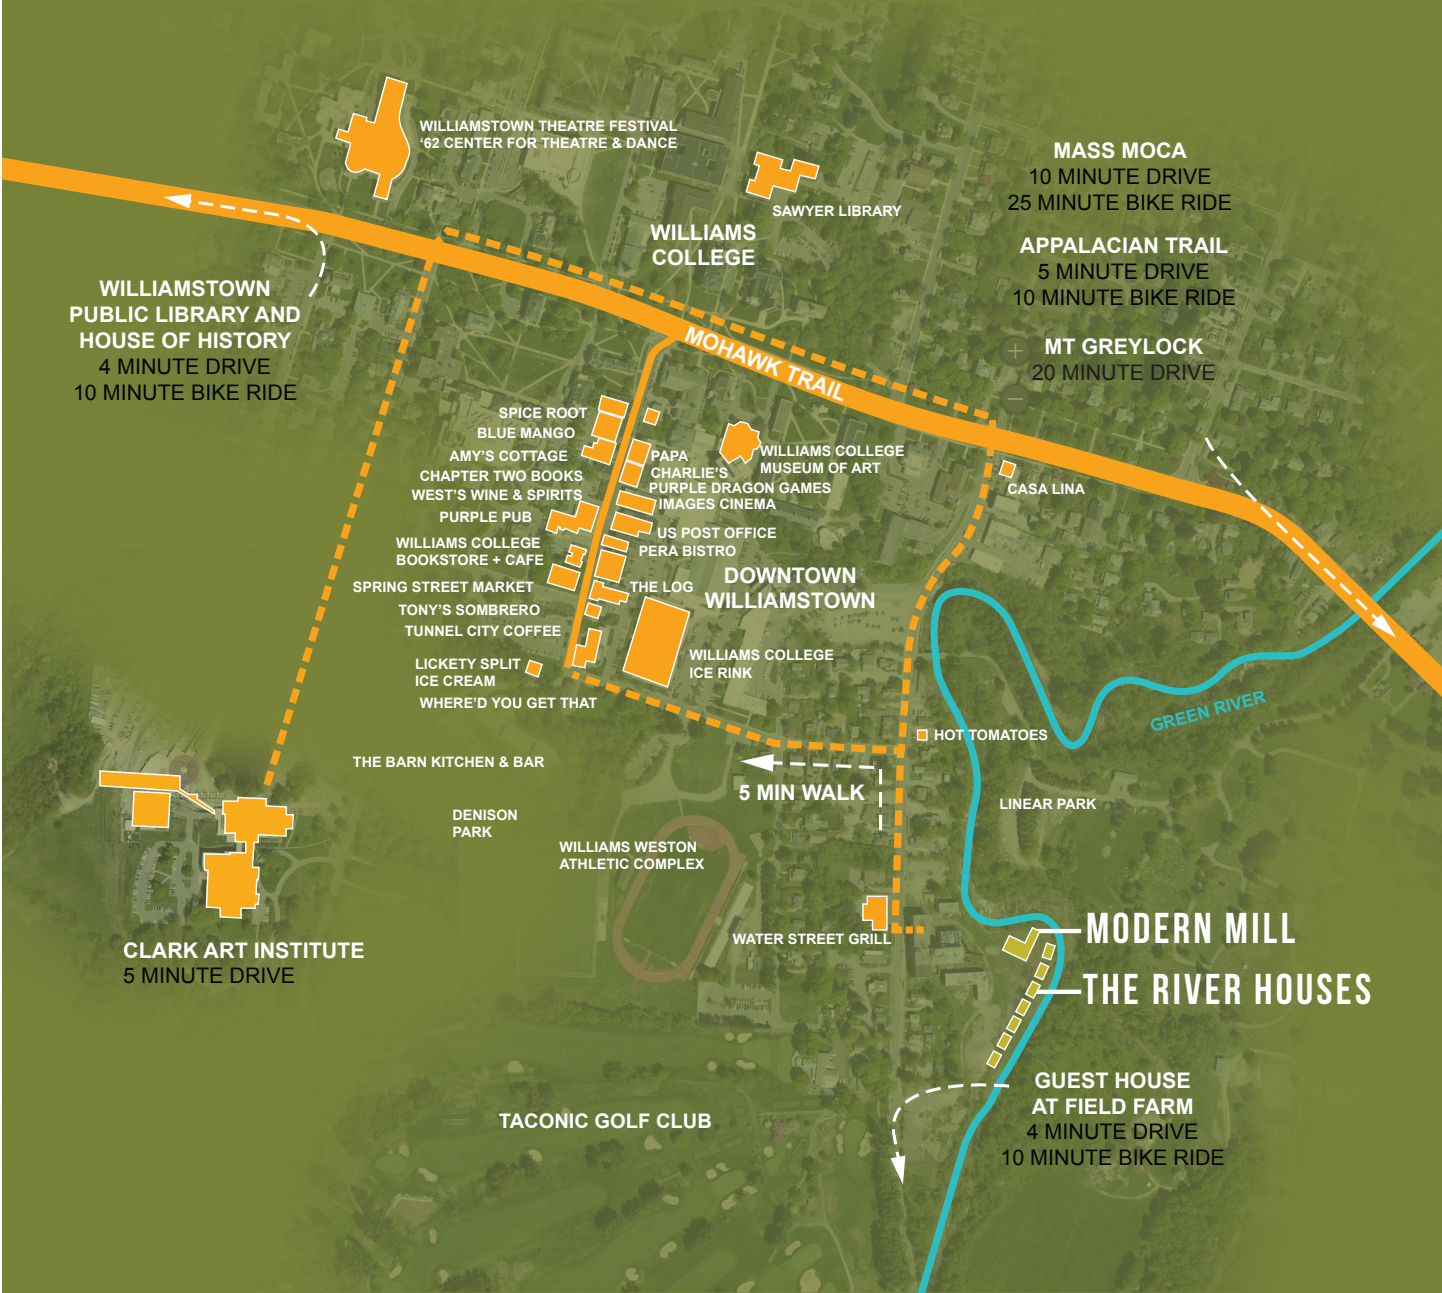 WILLIAMSTOWN THEATRE FESTIVAL
'62 CENTER FOR THEATRE & DANCE
SAWYER LIBRARY
WILLIAMS
COLLEGE
MASS MOCA
10 MINUTE DRIVE
25 MINUTE BIKE RIDE
APPALACIAN TRAIL
5 MINUTE DRIVE
10 MINUTE BIKE RIDE
MT GREYLOCK
20 MINUTE DRIVE
WILLIAMSTOWN
PUBLIC LIBRARY AND
HOUSE OF HISTORY
4 MINUTE DRIVE
10 MINUTE BIKE RIDE
MOHAWK TRAIL
SPICE ROOT
BLUE MANGO
AMY'S COTTAGE
CHAPTER TWO BOOKS
WEST'S WINE & SPIRITS
PURPLE PUB
WILLIAMS COLLEGE
BOOKSTORE + CAFE
SPRING STREET MARKET
TONY'S SOMBRERO
TUNNEL CITY COFFEE
LICKETY SPLIT
ICE CREAM
WHERE'D YOU GET THAT
PAPA
CHARLIE'S
PURPLE DRAGON GAMES
IMAGES CINEMA
US POST OFFICE
PERA BISTRO
THE LOG
WILLIAMS COLLEGE
MUSEUM OF ART
CASA LINA
DOWNTOWN
WILLIAMSTOWN
WILLIAMS COLLEGE
ICE RINK
GREEN RIVER
HOT TOMATOES
THE BARN KITCHEN & BAR
5 MIN WALK
LINEAR PARK
DENISON
PARK
WILLIAMS WESTON
ATHLETIC COMPLEX
WATER STREET GRILL
CLARK ART INSTITUTE
5 MINUTE DRIVE
MODERN MILL
THE RIVER HOUSES
GUEST HOUSE
AT FIELD FARM
4 MINUTE DRIVE
10 MINUTE BIKE RIDE
TACONIC GOLF CLUB